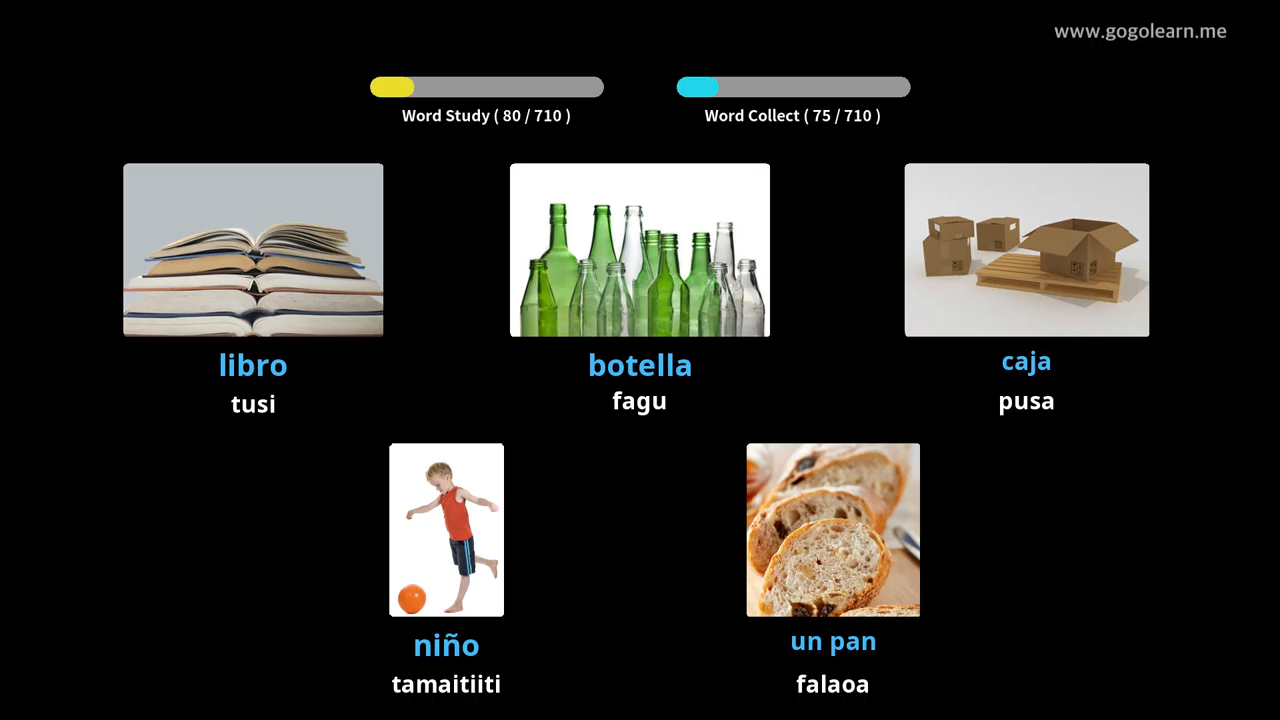 www.gogolearn.me
Word Study ( 80 / 710 )
Word Collect ( 75 / 710 )
libro
tusi
botella
fagu
caja
pusa
niño
tamaitiiti
un pan
falaoa